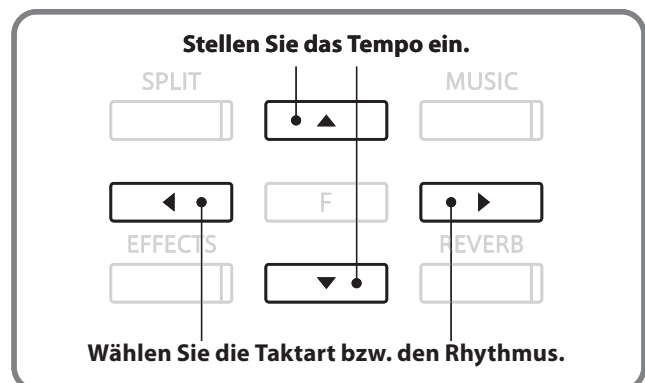 Stellen Sie das Tempo ein.
SPLIT MUSIC
F
EFFECTS REVERB
Wählen Sie die Taktart bzw. den Rhythmus.